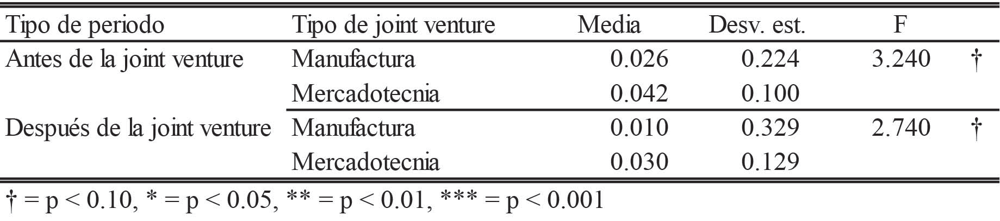 Tipo de periodo Tipo de joint venture Media Desv. est. F
Antes de la joint venture Manufactura 0.026 0.224 3.240 †
Mercadotecnia 0.042 0.100
Después de la joint venture Manufactura 0.010 0.329 2.740 †
Mercadotecnia 0.030 0.129
† = p < 0.10, * = p < 0.05, ** = p < 0.01, *** = p < 0.001